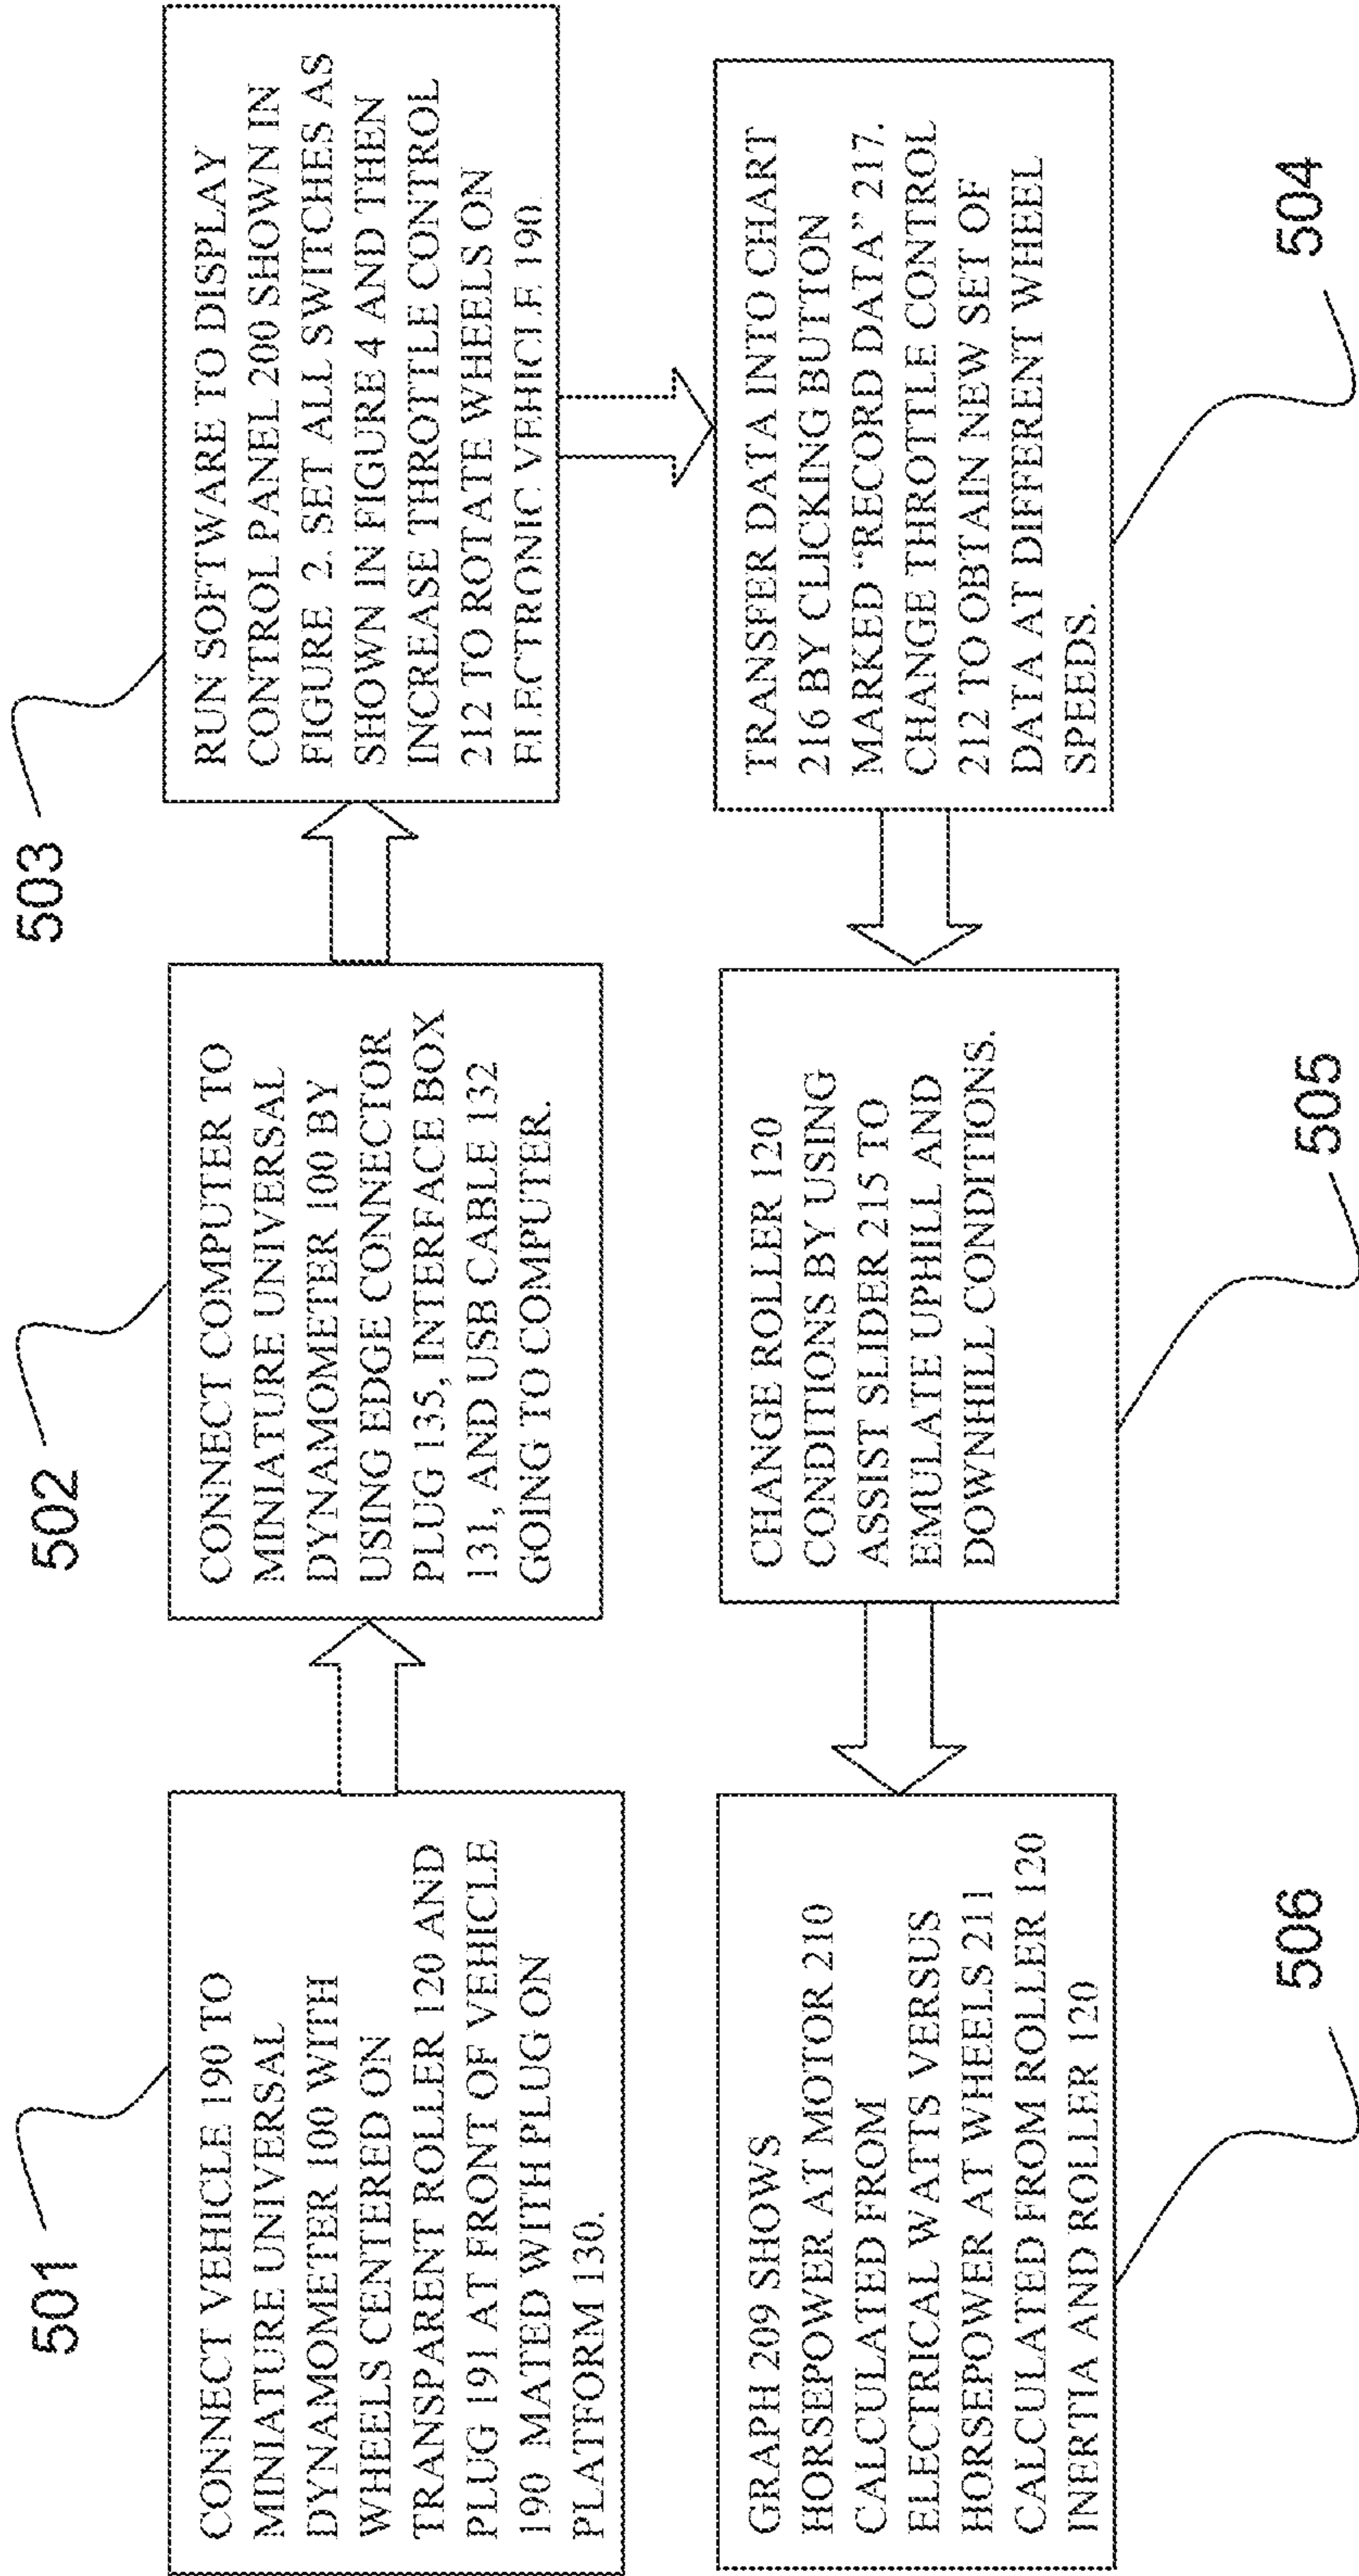 501
CONNECT VEHICLE 190 TO
MINIATURE UNIVERSAL
DYNAMOMETER 100 WITH
WHEELS CENTERED ON
TRANSPARENT ROLLER 120 AND
PLUG 191 AT FRONT OF VEHICLE
190 MATED WITH PLUG ON
PLATFORM 130.
502
CONNECT COMPUTER TO
MINIATURE UNIVERSAL
DYNAMOMETER 100 BY
USING EDGE CONNECTOR
PLUG 135, INTERFACE BOX
131, AND USB CABLE 132
GOING TO COMPUTER.
503
RUN SOFTWARE TO DISPLAY
CONTROL PANEL 200 SHOWN IN
FIGURE 2. SET ALL SWITCHES AS
SHOWN IN FIGURE 4 AND THEN
INCREASE THROTTLE CONTROL
212 TO ROTATE WHEELS ON
ELECTRONIC VEHICLE 190.
TRANSFER DATA INTO CHART
216 BY CLICKING BUTTON
MARKED "RECORD DATA" 217.
CHANGE THROTTLE CONTROL
212 TO OBTAIN NEW SET OF
DATA AT DIFFERENT WHEEL
SPEEDS.
504
CHANGE ROLLER 120
CONDITIONS BY USING
ASSIST SLIDER 215 TO
EMULATE UPHILL AND
DOWNHILL CONDITIONS.
505
GRAPH 209 SHOWS
HORSEPOWER AT MOTOR 210
CALCULATED FROM
ELECTRICAL WATTS VERSUS
HORSEPOWER AT WHEELS 211
CALCULATED FROM ROLLER 120
INERTIA AND ROLLER 120
506